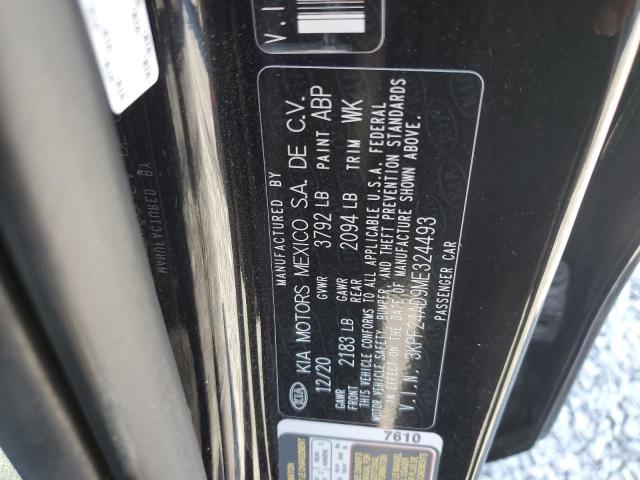 V.I
KIA
MANUFACTURED BY
KIA MOTORS MEXICO S.A. DE C.V.
12/20 GVWR 3792 LB PAINT ABP
GAWR FRONT 2183 LB GAWR REAR 2094 LB TRIM WK
THIS VEHICLE CONFORMS TO ALL APPLICABLE U.S.A. FEDERAL
MOTOR VEHICLE SAFETY, BUMPER, AND THEFT PREVENTION STANDARDS
IN EFFECT ON THE DATE OF MANUFACTURE SHOWN ABOVE.
V.I.N. 3KPF24AD9ME324493
PASSENGER CAR
7610